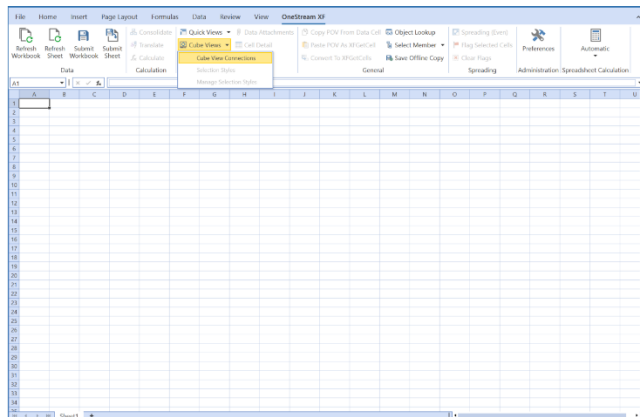 File Home Insert Page Layout Formulas Data Review View OneStream XF
Refresh Workbook
Refresh Sheet
Submit Workbook
Submit Sheet
Data
Consolidate
Translate
Calculate
Calculation
Quick Views
Cube Views
Data Attachments
Cell Detail
Cube View Connections
Selection Styles
Manage Selection Styles
Copy POV From Data Cell
Paste POV As XFGetCell
Convert To XFGetCells
Object Lookup
Select Member
Save Offline Copy
General
Spreading (Even)
Flag Selected Cells
Clear Flags
Spreading
Preferences
Administration
Automatic
Spreadsheet Calculation
A1
A B C D E F G H I J K L M N O P Q R S T U
1
2
3
4
5
6
7
8
9
10
11
12
13
14
15
16
17
18
19
20
21
22
23
24
25
26
27
28
29
30
31
32
33
34
Sheet1